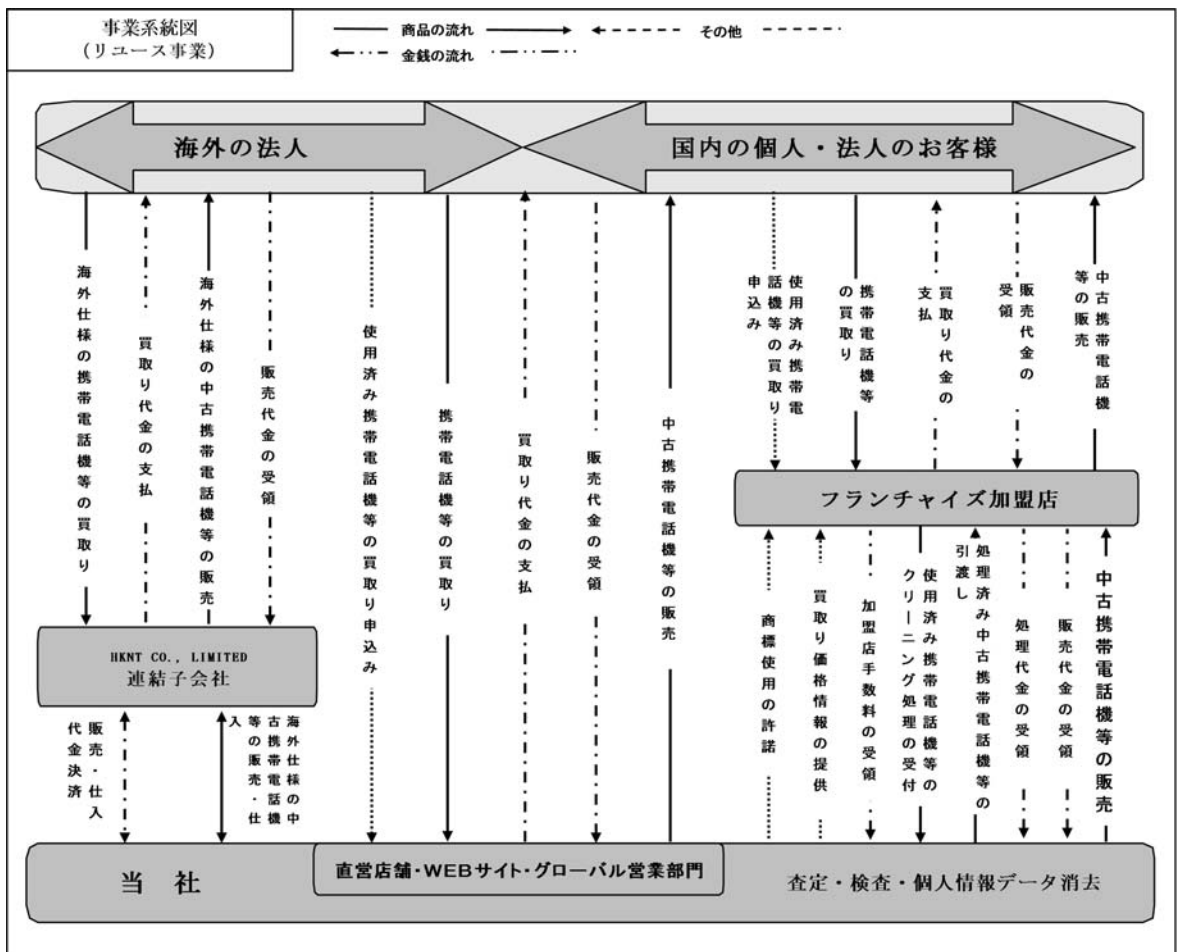 事業系統図
（リユース事業）
商品の流れ
その他
金銭の流れ
海外の法人
国内の個人・法人のお客様
海外仕様の携帯電話機等の買取り
買取り代金の支払
海外仕様の中古携帯電話機等の販売
販売代金の受領
使用済み携帯電話機等の買取り申込み
携帯電話機等の買取り
買取り代金の支払
販売代金の受領
中古携帯電話機等の販売
使用済み携帯電
話機等の買取り
申込み
携帯電話機等
の買取り
買取り代金の
支払
販売代金の
受領
中古携帯電話機
等の販売
フランチャイズ加盟店
HKNT CO., LIMITED
連結子会社
販売・仕入
代金決済
海外仕様の中
古携帯電話機
等の販売・仕
入
商標使用の許諾
買取り価格情報の提供
加盟店手数料の受領
使用済み携帯電話機等の
クリーニング処理の受付
処理済み中古携帯電話機等の
引渡し
処理代金の受領
販売代金の受領
中古携帯電話機等の販売
当 社
直営店舗・WEBサイト・グローバル営業部門
査定・検査・個人情報データ消去